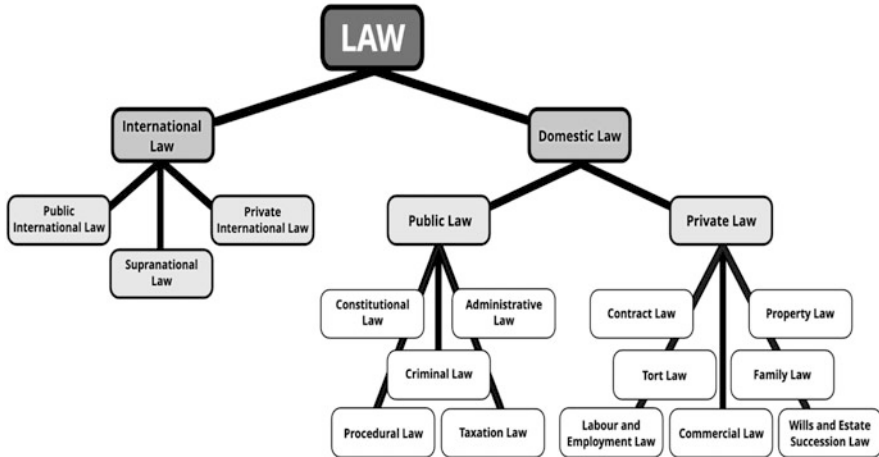 LAW
International
Law
Domestic Law
Public
International Law
Private
International Law
Supranational
Law
Public Law
Private Law
Constitutional
Law
Administrative
Law
Criminal Law
Procedural Law
Taxation Law
Contract Law
Property Law
Tort Law
Family Law
Labour and
Employment Law
Commercial Law
Wills and Estate
Succession Law